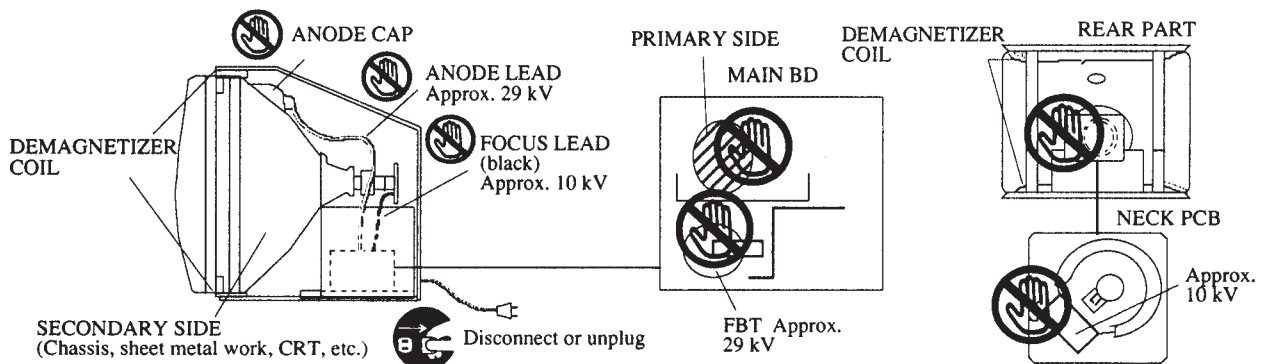 ANODE CAP
ANODE LEAD
Approx. 29 kV
FOCUS LEAD
(black)
Approx. 10 kV
DEMAGNETIZER
COIL
SECONDARY SIDE
(Chassis, sheet metal work, CRT, etc.)
Disconnect or unplug
PRIMARY SIDE
MAIN BD
FBT Approx.
29 kV
DEMAGNETIZER
COIL
REAR PART
NECK PCB
Approx.
10 kV